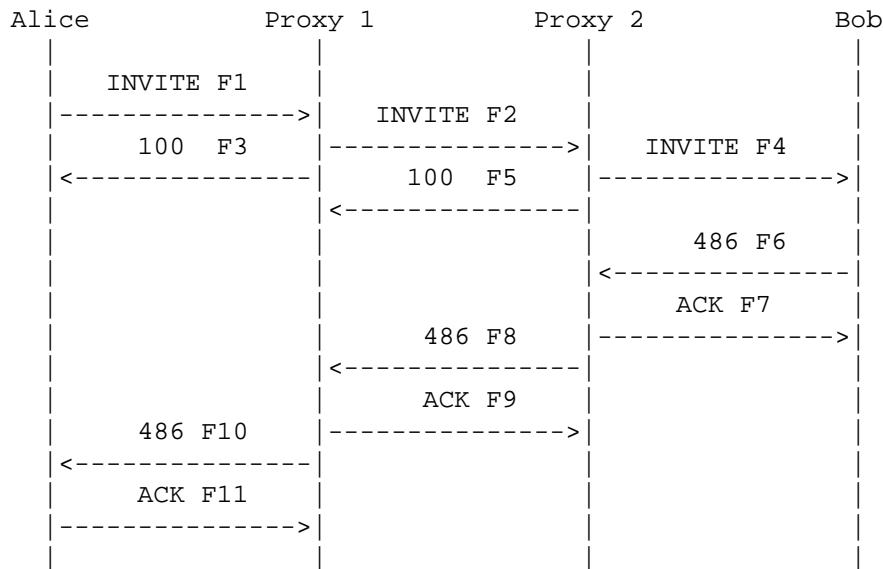 Alice Proxy 1 Proxy 2 Bob
INVITE F1
INVITE F2
100 F3 INVITE F4
100 F5
486 F6
ACK F7
486 F8
ACK F9
486 F10
ACK F11